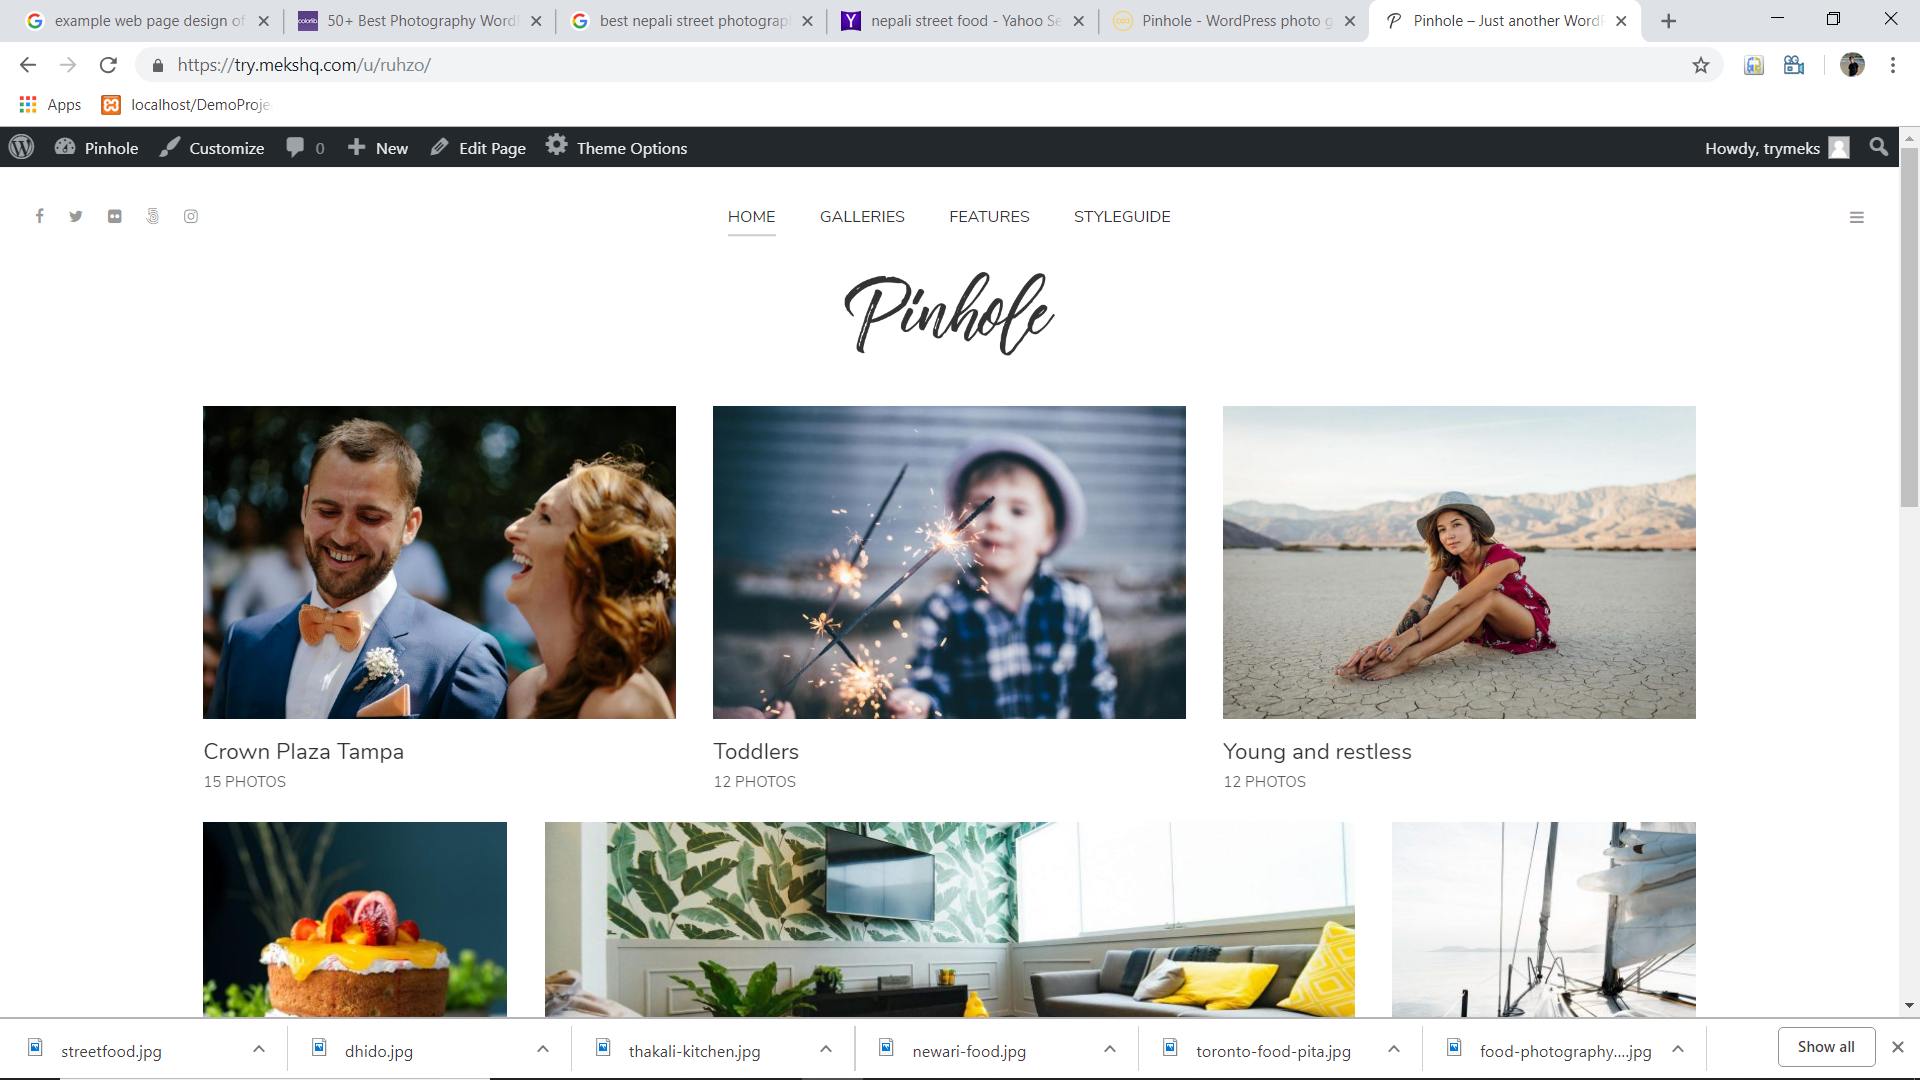 example web page design of
50+ Best Photography Word
best nepali street photograp
nepali street food - Yahoo Se
Pinhole - WordPress photo g
Pinhole – Just another Word
https://try.mekshq.com/u/ruhzo/
Apps
localhost/DemoProje
Pinhole
Customize
0
New
Edit Page
Theme Options
Howdy, trymeks
HOME
GALLERIES
FEATURES
STYLEGUIDE
Pinhole
Crown Plaza Tampa
15 PHOTOS
Toddlers
12 PHOTOS
Young and restless
12 PHOTOS
streetfood.jpg
dhido.jpg
thakali-kitchen.jpg
newari-food.jpg
toronto-food-pita.jpg
food-photography....jpg
Show all